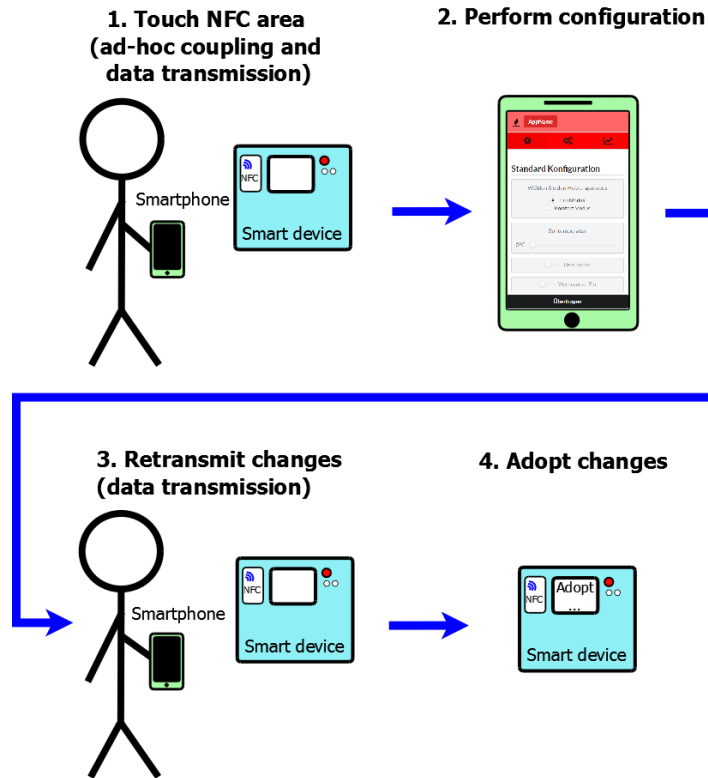 1. Touch NFC area
(ad-hoc coupling and
data transmission)
2. Perform configuration
Smartphone
NFC
Smart device
AppName
Standard Konfiguration
0°C
Übertragen
3. Retransmit changes
(data transmission)
4. Adopt changes
Smartphone
NFC
Smart device
NFC
Adopt
...
Smart device